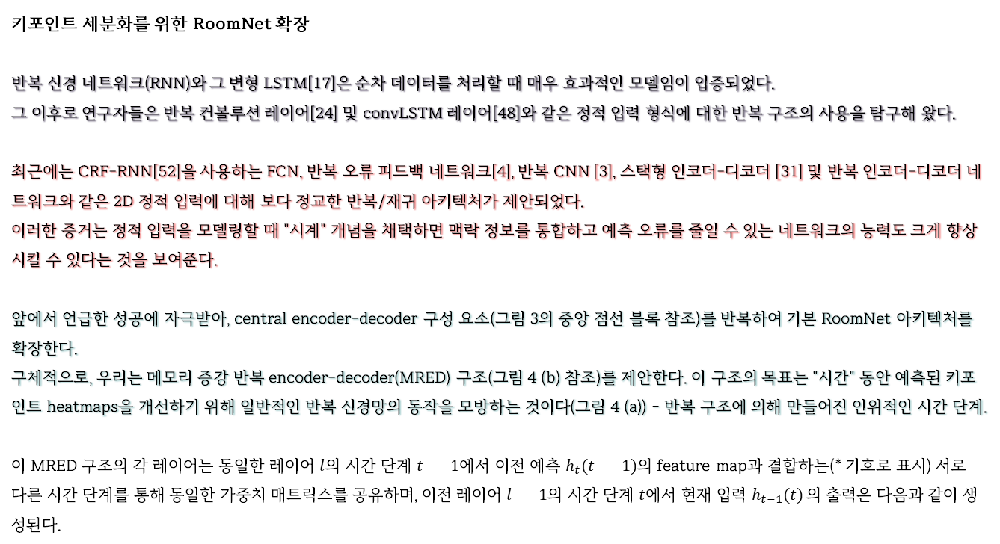 키포인트 세분화를 위한 RoomNet 확장
반복 신경 네트워크(RNN)와 그 변형 LSTM[17]은 순차 데이터를 처리할 때 매우 효과적인 모델임이 입증되었다.
그 이후로 연구자들은 반복 컨볼루션 레이어[24] 및 convLSTM 레이어[48]와 같은 정적 입력 형식에 대한 반복 구조의 사용을 탐구해 왔다.
최근에는 CRF-RNN[52]을 사용하는 FCN, 반복 오류 피드백 네트워크[4], 반복 CNN [3], 스택형 인코더-디코더 [31] 및 반복 인코더-디코더 네
트워크와 같은 2D 정적 입력에 대해 보다 정교한 반복/재귀 아키텍처가 제안되었다.
이러한 증거는 정적 입력을 모델링할 때 "시계" 개념을 채택하면 맥락 정보를 통합하고 예측 오류를 줄일 수 있는 네트워크의 능력도 크게 향상
시킬 수 있다는 것을 보여준다.
앞에서 언급한 성공에 자극받아, central encoder-decoder 구성 요소(그림 3의 중앙 점선 블록 참조)를 반복하여 기본 RoomNet 아키텍처를
확장한다.
구체적으로, 우리는 메모리 증강 반복 encoder-decoder(MRED) 구조(그림 4 (b) 참조)를 제안한다. 이 구조의 목표는 "시간" 동안 예측된 키포
인트 heatmaps을 개선하기 위해 일반적인 반복 신경망의 동작을 모방하는 것이다(그림 4 (a)) - 반복 구조에 의해 만들어진 인위적인 시간 단계.
이 MRED 구조의 각 레이어는 동일한 레이어 l의 시간 단계 t − 1에서 이전 예측 h_t(t − 1)의 feature map과 결합하는(* 기호로 표시) 서로
다른 시간 단계를 통해 동일한 가중치 매트릭스를 공유하며, 이전 레이어 l − 1의 시간 단계 t에서 현재 입력 h_{t−1}(t) 의 출력은 다음과 같이 생
성된다.